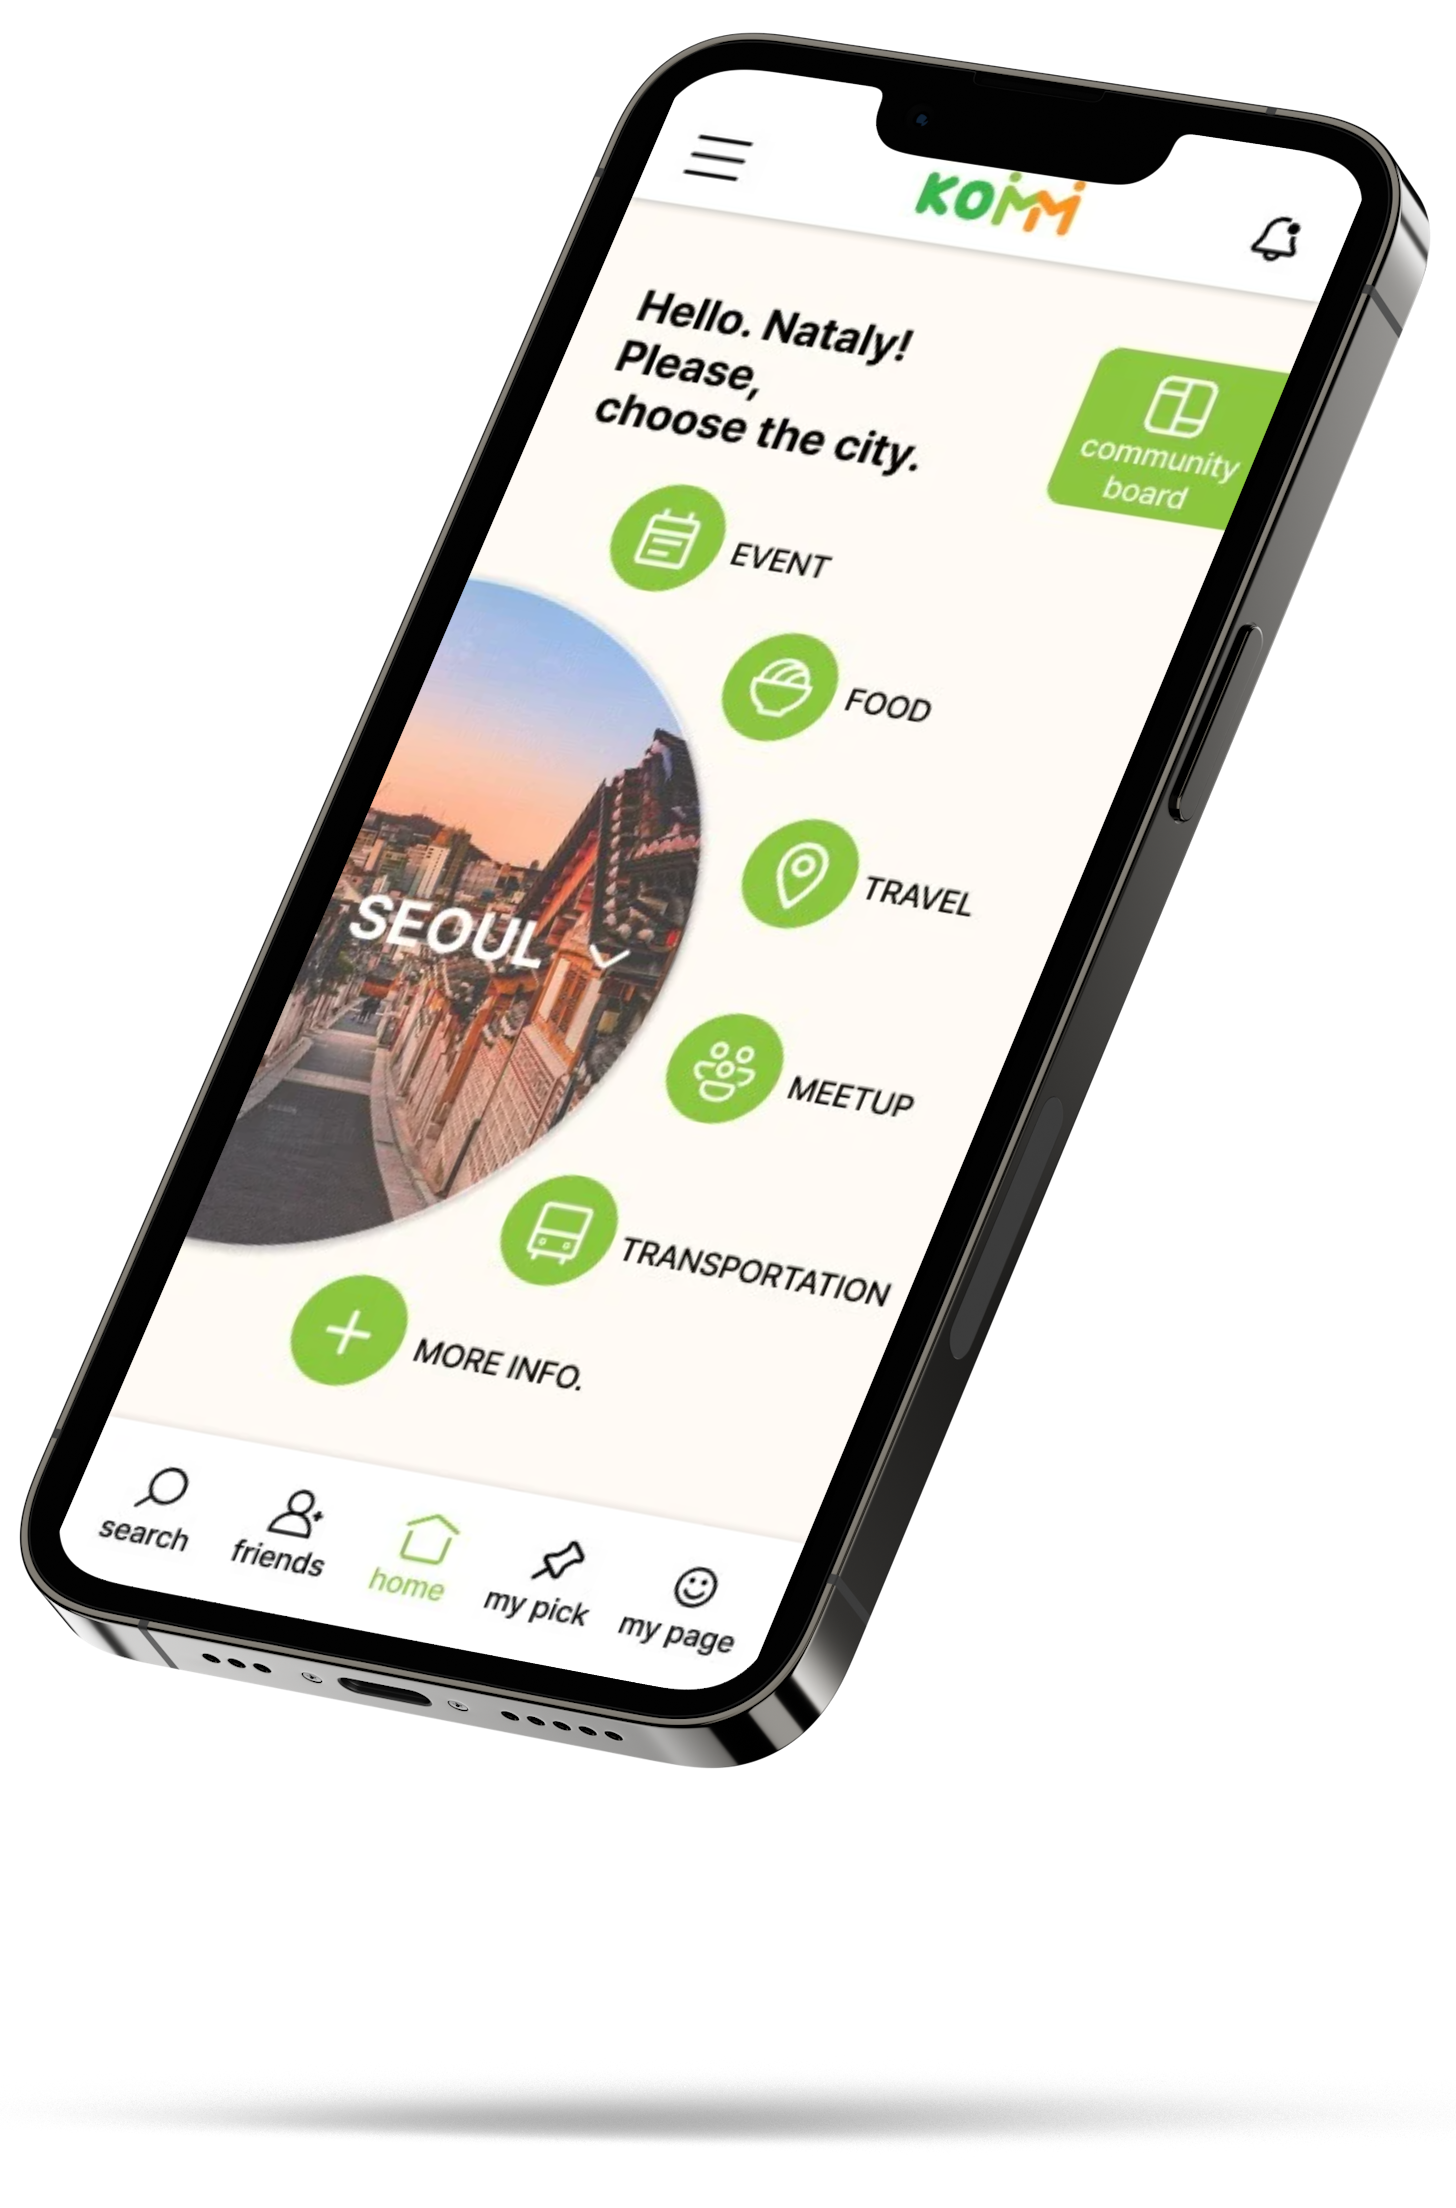 KOMM
Hello. Nataly!
Please,
choose the city.
community
board
EVENT
FOOD
TRAVEL
SEOUL
MEETUP
TRANSPORTATION
MORE INFO.
search
friends
home
my pick
my page